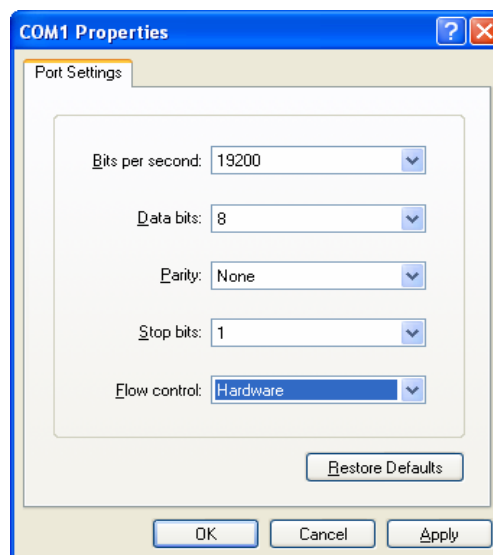 COM1 Properties
Port Settings
Bits per second: 19200
Data bits: 8
Parity: None
Stop bits: 1
Flow control: Hardware
Restore Defaults
OK Cancel Apply